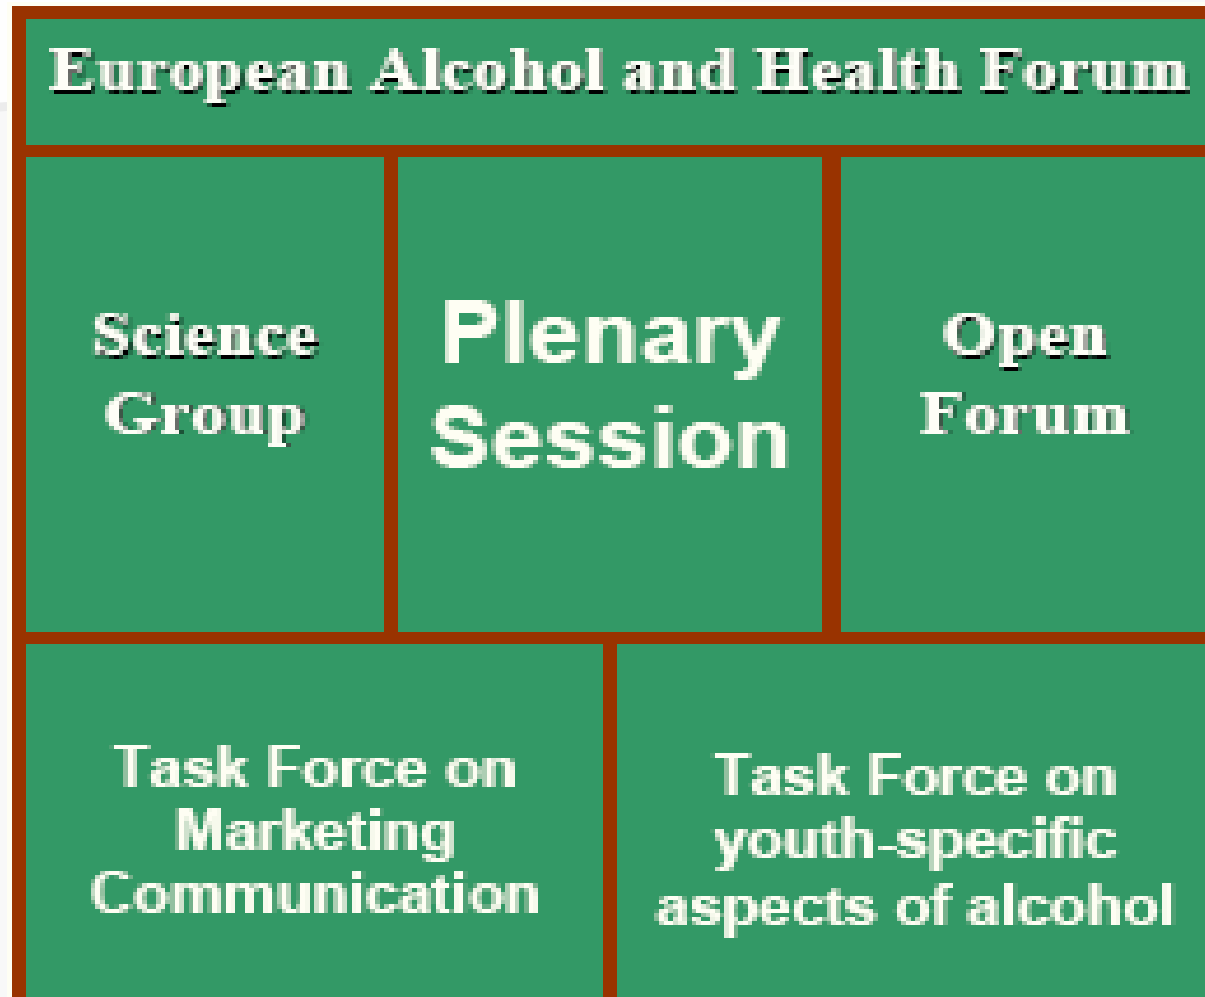 European Alcohol and Health Forum
Science
Group
Plenary
Session
Open
Forum
Task Force on
Marketing
Communication
Task Force on
youth-specific
aspects of alcohol